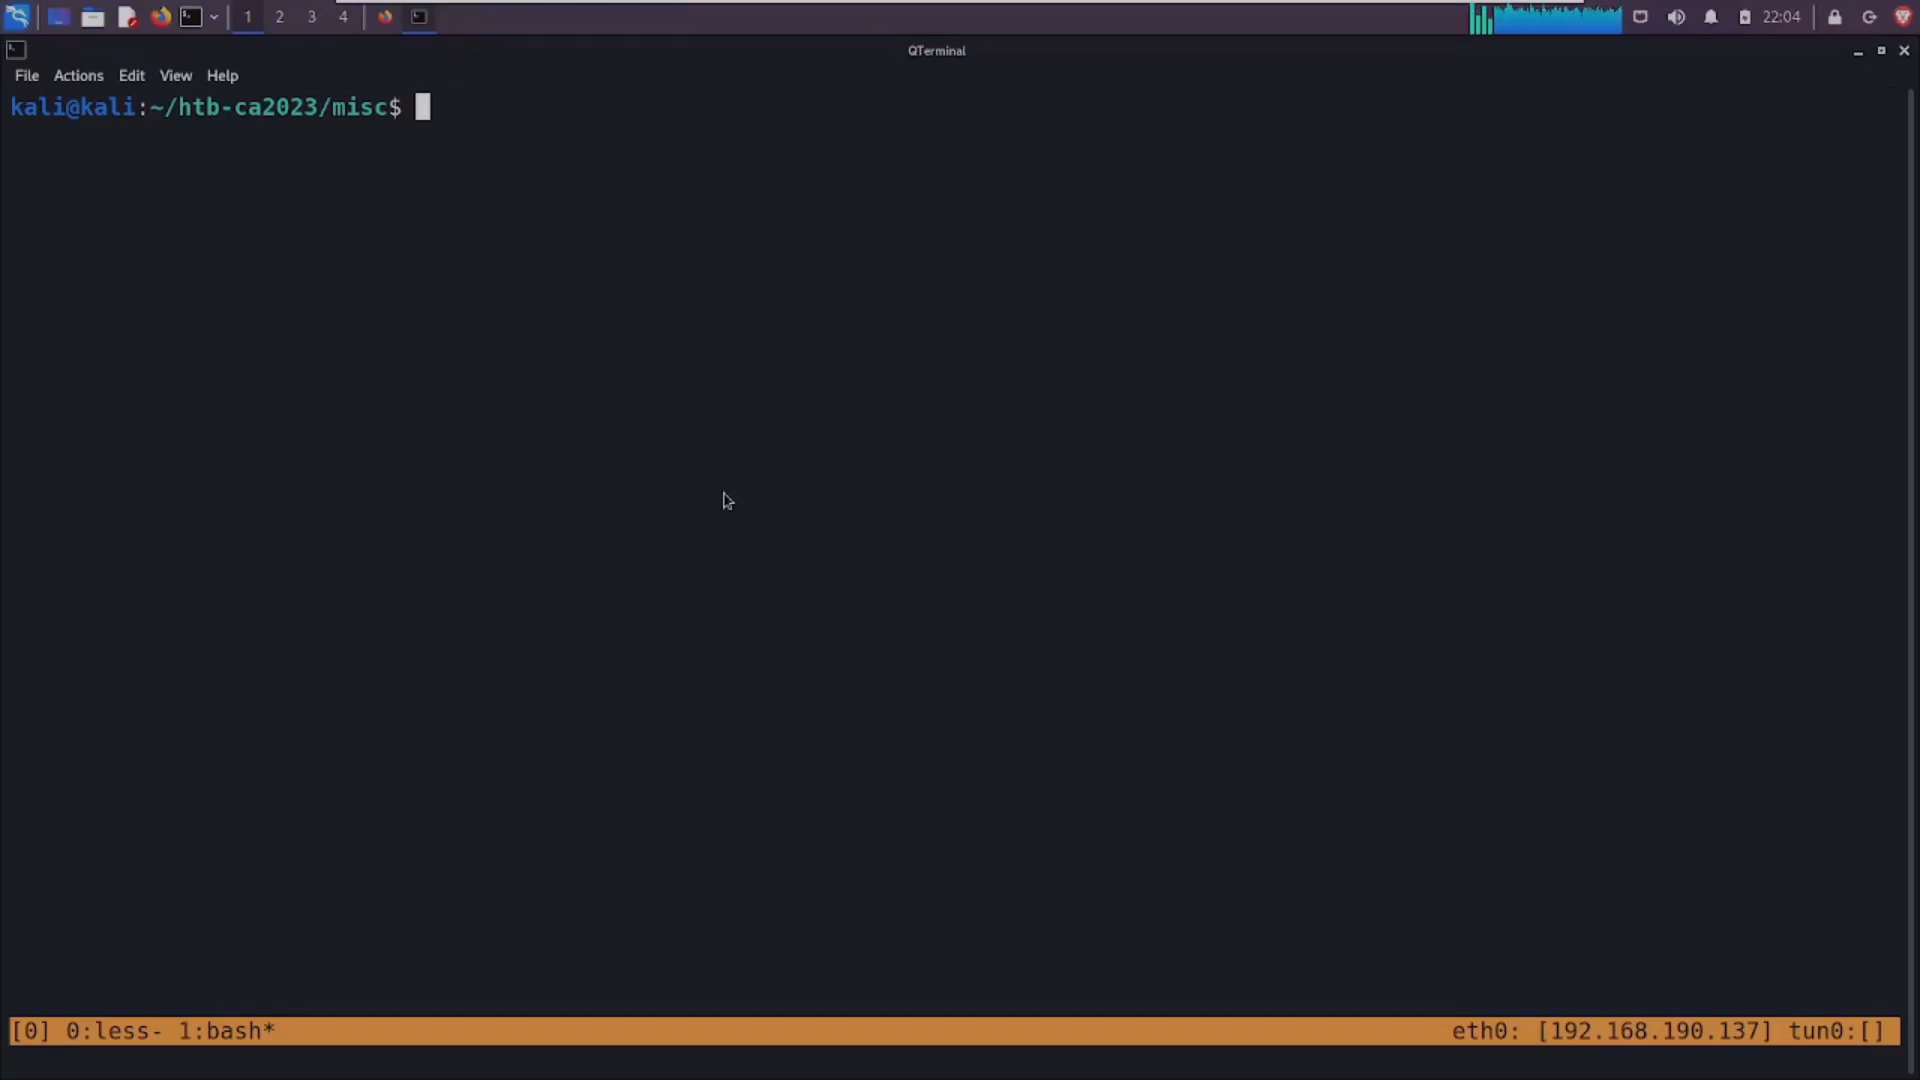 1 2 3 4 22:04
QTerminal
File Actions Edit View Help
kali@kali:~/htb-ca2023/misc$
[0] 0:less- 1:bash* eth0: [192.168.190.137] tun0:[]